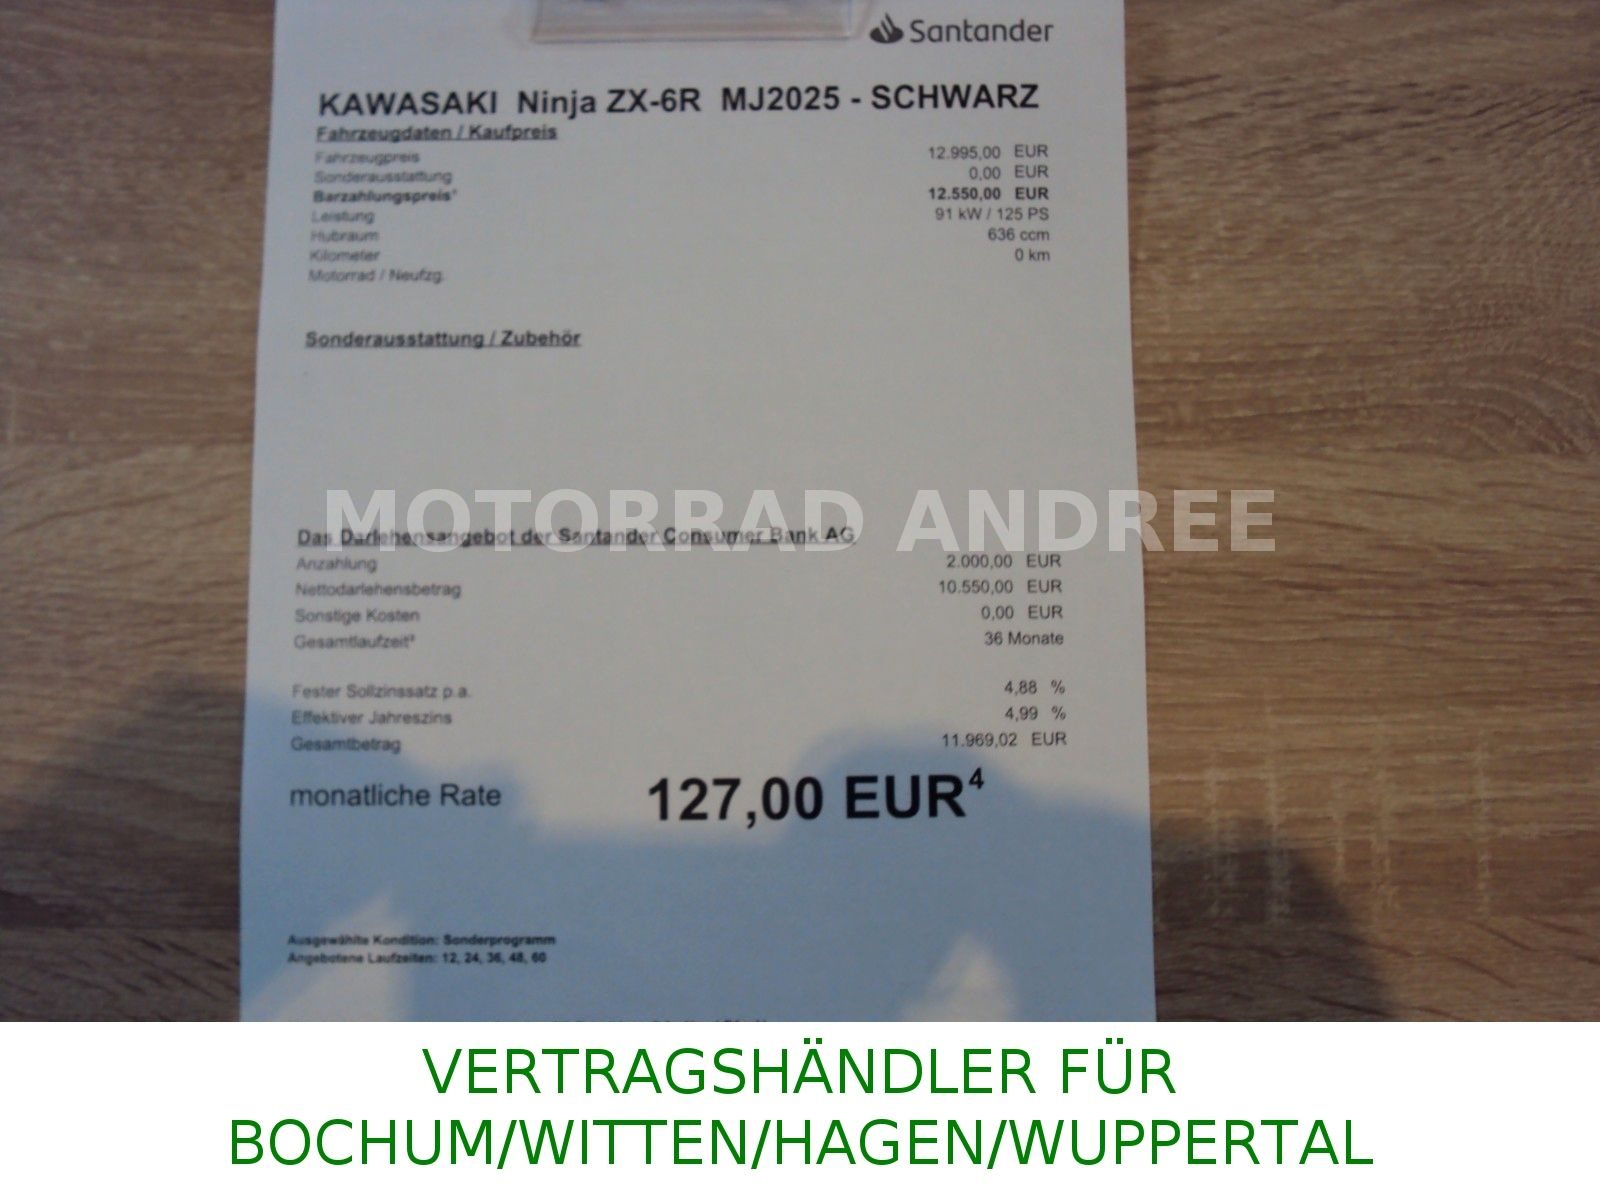 Santander
KAWASAKI Ninja ZX-6R MJ2025 - SCHWARZ
Fahrzeugdaten / Kaufpreis
Fahrzeugpreis 12.995,00 EUR
Sonderausstattung 0,00 EUR
Barzahlungspreis¹ 12.550,00 EUR
Leistung 91 kW / 125 PS
Hubraum 636 ccm
Kilometer 0 km
Motorrad / Neufzg.
Sonderausstattung / Zubehör
MOTORRAD ANDREE
Das Darlehensangebot der Santander Consumer Bank AG
Anzahlung 2.000,00 EUR
Nettodarlehensbetrag 10.550,00 EUR
Sonstige Kosten 0,00 EUR
Gesamtlaufzeit³ 36 Monate
Fester Sollzinssatz p.a. 4,88 %
Effektiver Jahreszins 4,99 %
Gesamtbetrag 11.969,02 EUR
monatliche Rate 127,00 EUR⁴
Ausgewählte Kondition: Sonderprogramm
Angebotene Laufzeiten: 12, 24, 36, 48, 60
VERTRAGSHÄNDLER FÜR
BOCHUM/WITTEN/HAGEN/WUPPERTAL